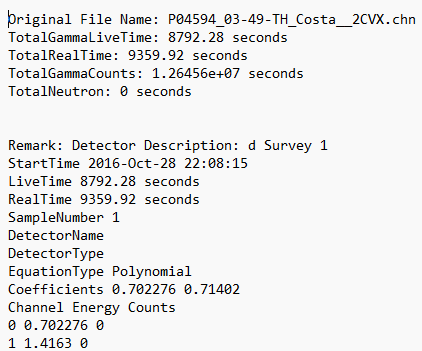 Original File Name: P04594_03-49-TH_Costa__2CVX.chn
TotalGammaLiveTime: 8792.28 seconds
TotalRealTime: 9359.92 seconds
TotalGammaCounts: 1.26456e+07 seconds
TotalNeutron: 0 seconds
Remark: Detector Description: d Survey 1
StartTime 2016-Oct-28 22:08:15
LiveTime 8792.28 seconds
RealTime 9359.92 seconds
SampleNumber 1
DetectorName
DetectorType
EquationType Polynomial
Coefficients 0.702276 0.71402
Channel Energy Counts
0 0.702276 0
1 1.4163 0